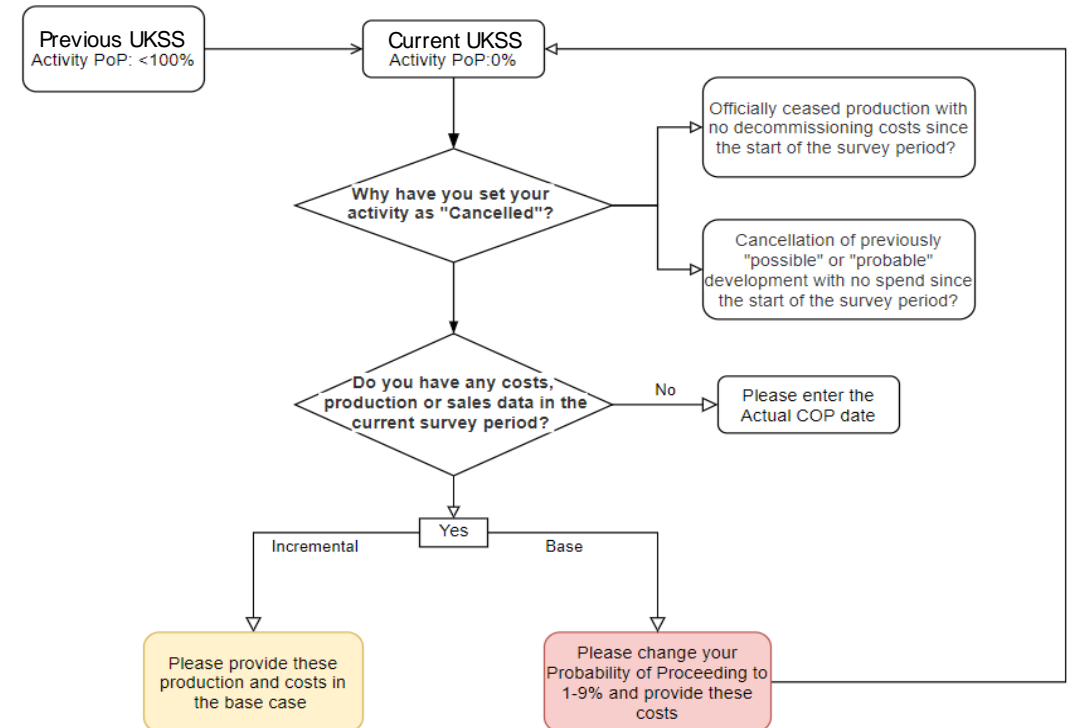 Previous UKSS
Activity PoP: <100%
Current UKSS
Activity PoP:0%
Officially ceased production with
no decommissioning costs since
the start of the survey period?
Why have you set your
activity as "Cancelled"?
Cancellation of previously
"possible" or "probable"
development with no spend since
the start of the survey period?
Do you have any costs,
production or sales data in the
current survey period?
No
Please enter the
Actual COP date
Yes
Incremental
Base
Please provide these
production and costs in
the base case
Please change your
Probability of Proceeding to
1-9% and provide these
costs